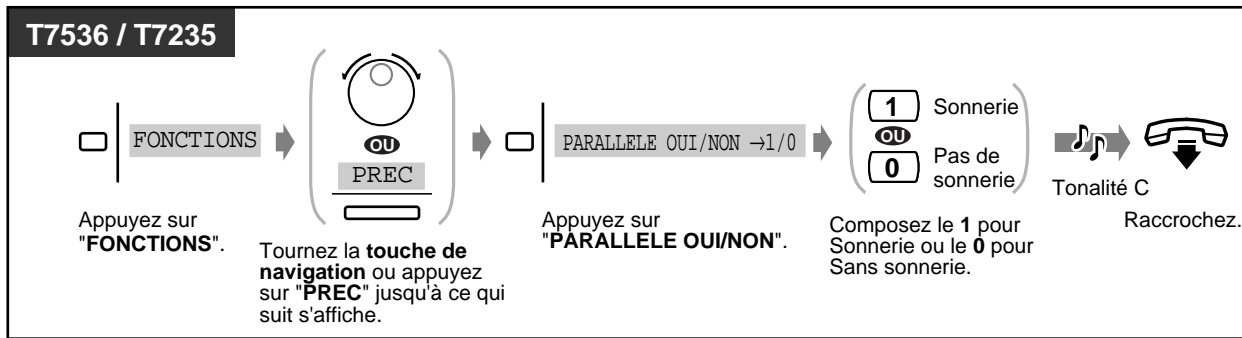 T7536 / T7235
FONCTIONS
Appuyez sur
"FONCTIONS".
OU
PREC
Tournez la touche de
navigation ou appuyez
sur "PREC" jusqu'à ce qui
suit s'affiche.
PARALLELE OUI/NON →1/0
Appuyez sur
"PARALLELE OUI/NON".
1 Sonnerie
OU
0 Pas de
sonnerie
Composez le 1 pour
Sonnerie ou le 0 pour
Sans sonnerie.
Tonalité C
Raccrochez.